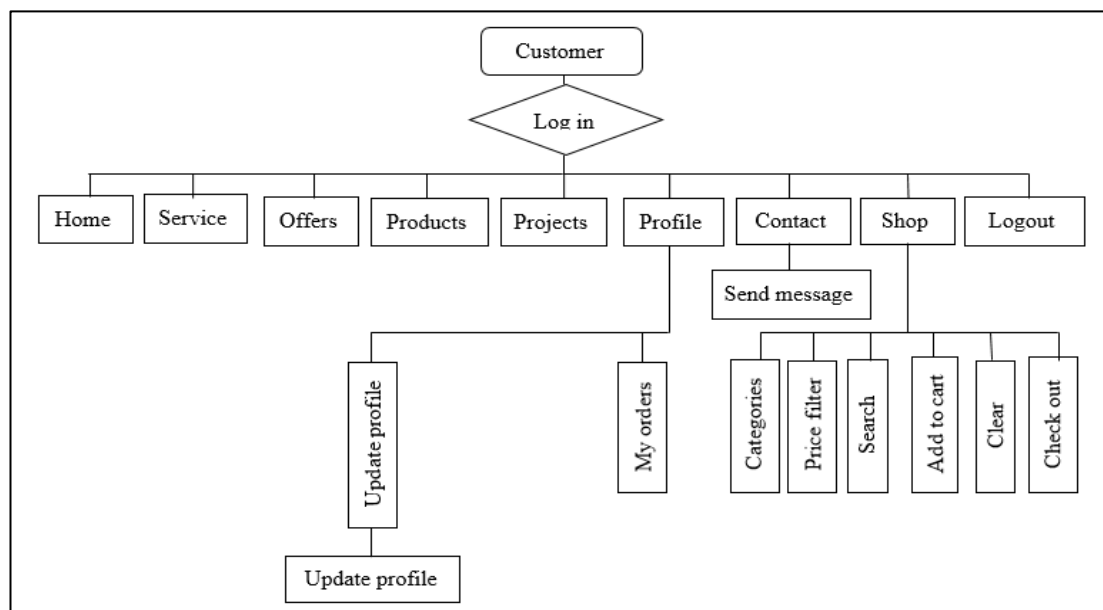 Customer
Log in
Home
Service
Offers
Products
Projects
Profile
Contact
Shop
Logout
Send message
Update profile
My orders
Categories
Price filter
Search
Add to cart
Clear
Check out
Update profile